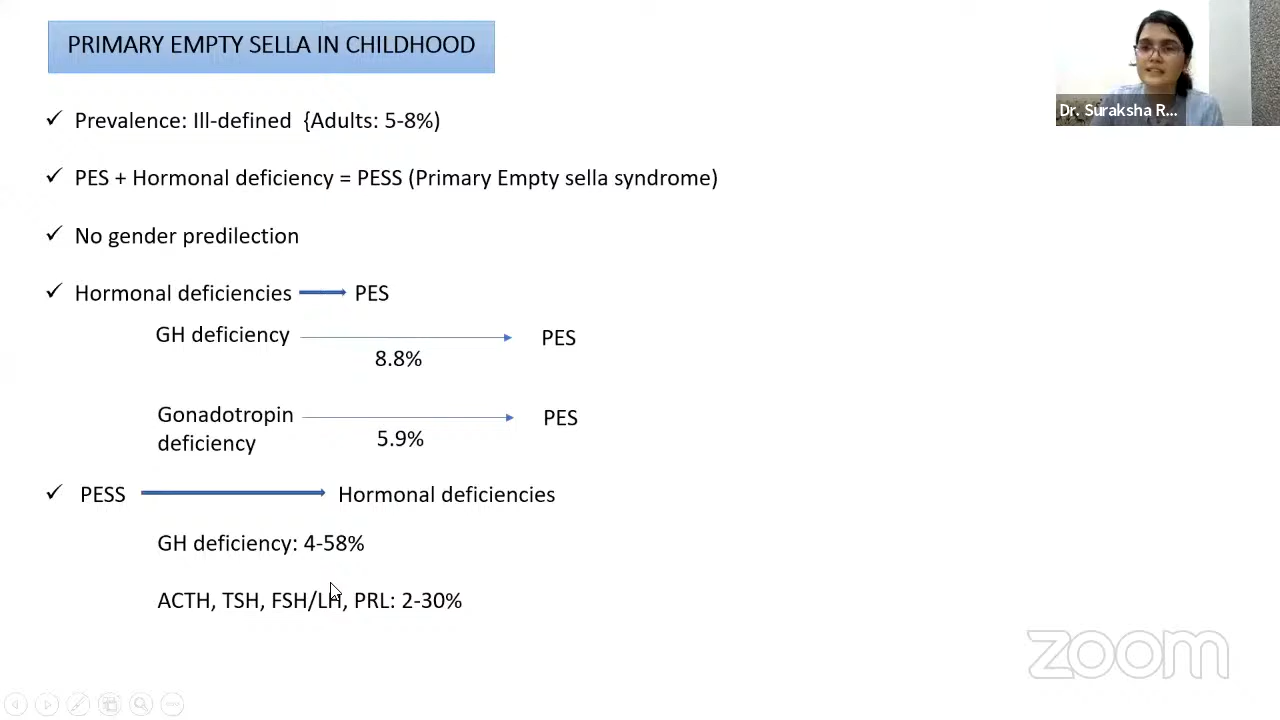 PRIMARY EMPTY SELLA IN CHILDHOOD
Dr. Suraksha R...
✓ Prevalence: Ill-defined {Adults: 5-8%)
✓ PES + Hormonal deficiency = PESS (Primary Empty sella syndrome)
✓ No gender predilection
✓ Hormonal deficiencies → PES
GH deficiency → PES
8.8%
Gonadotropin
deficiency → PES
5.9%
✓ PESS → Hormonal deficiencies
GH deficiency: 4-58%
ACTH, TSH, FSH/LH, PRL: 2-30%
zoom